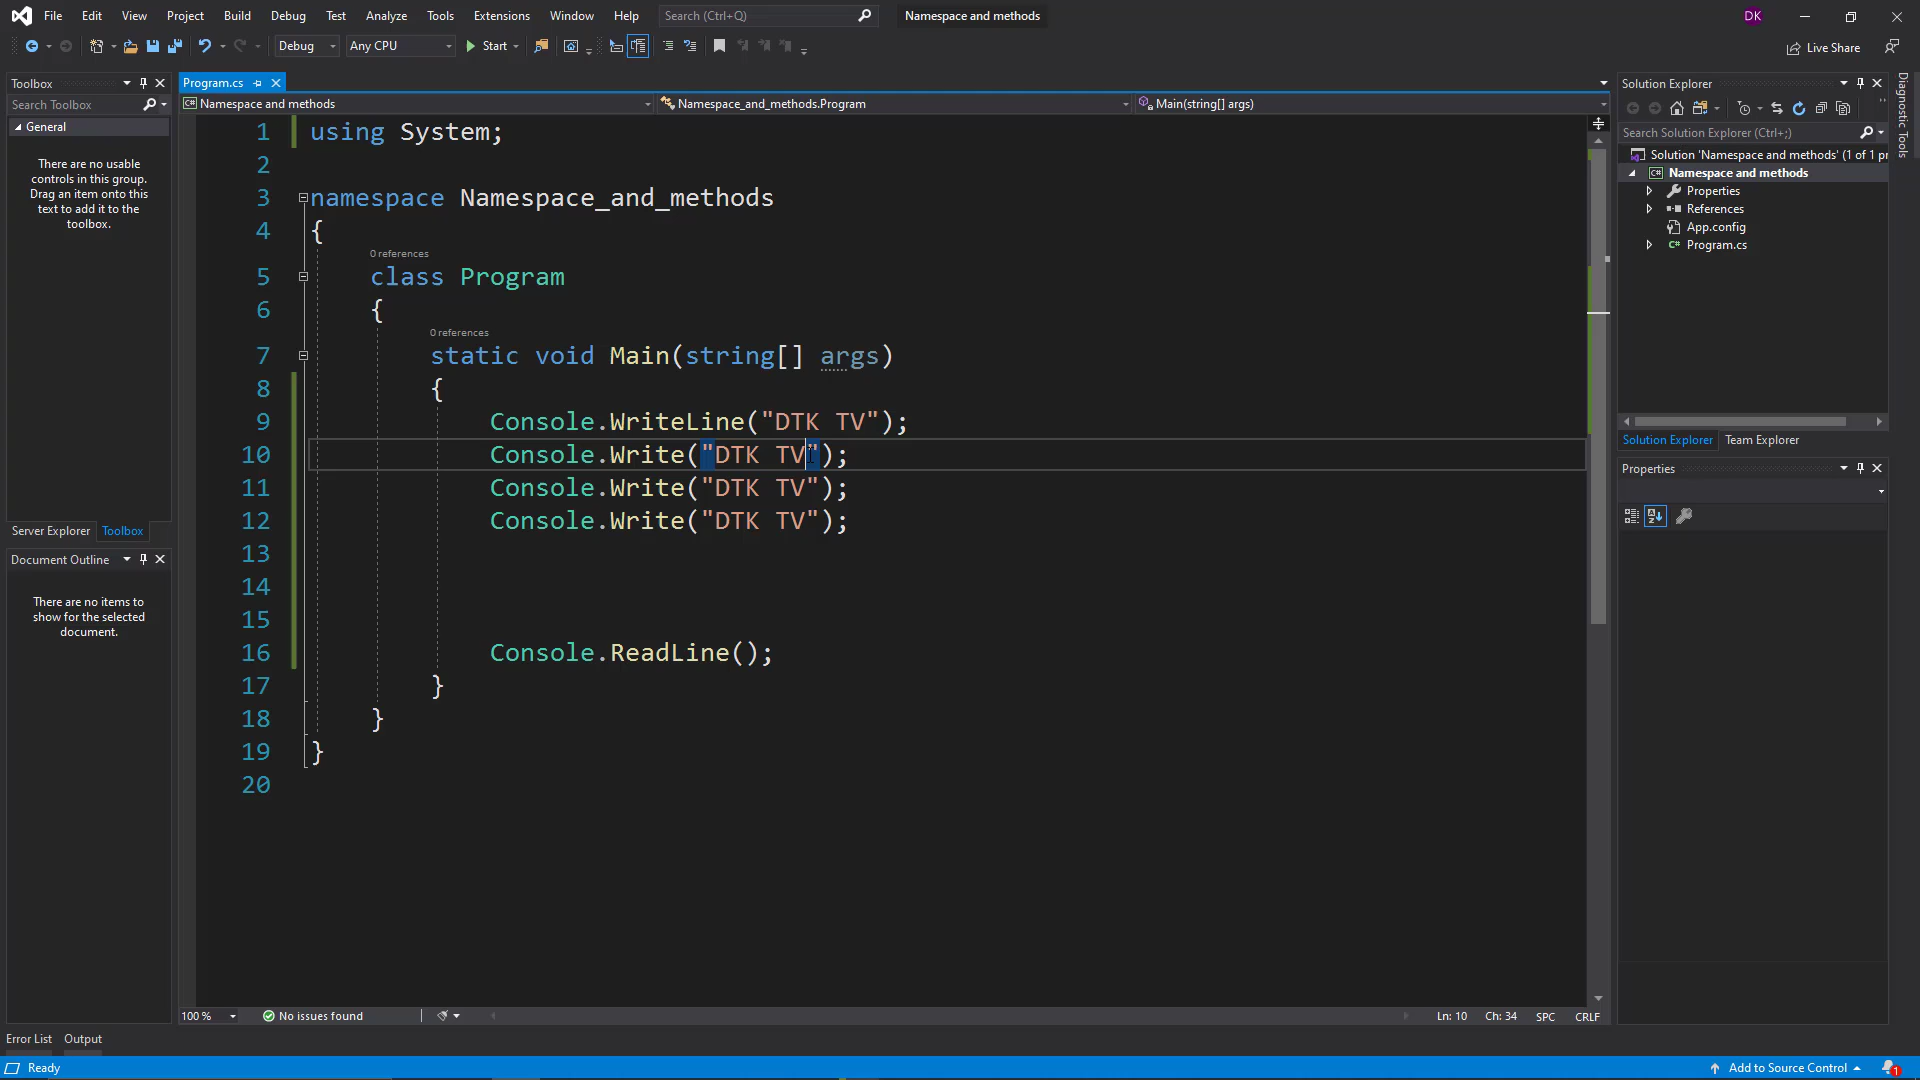 File Edit View Project Build Debug Test Analyze Tools Extensions Window Help Search (Ctrl+Q) Namespace and methods DK
Debug Any CPU Start Live Share
Toolbox
Search Toolbox
General
There are no usable
controls in this group.
Drag an item onto this
text to add it to the
toolbox.
Server Explorer Toolbox
Document Outline
There are no items to
show for the selected
document.
Program.cs
Namespace and methods Namespace_and_methods.Program Main(string[] args)
1 using System;
2
3 namespace Namespace_and_methods
4 {
0 references
5 class Program
6 {
0 references
7 static void Main(string[] args)
8 {
9 Console.WriteLine("DTK TV");
10 Console.Write("DTK TV");
11 Console.Write("DTK TV");
12 Console.Write("DTK TV");
13
14
15
16 Console.ReadLine();
17 }
18 }
19 }
20
100 % No issues found Ln: 10 Ch: 34 SPC CRLF
Solution Explorer
Search Solution Explorer (Ctrl+;)
Solution 'Namespace and methods' (1 of 1 pr
Namespace and methods
Properties
References
App.config
Program.cs
Solution Explorer Team Explorer
Properties
Diagnostic Tools
Error List Output
Ready Add to Source Control 1